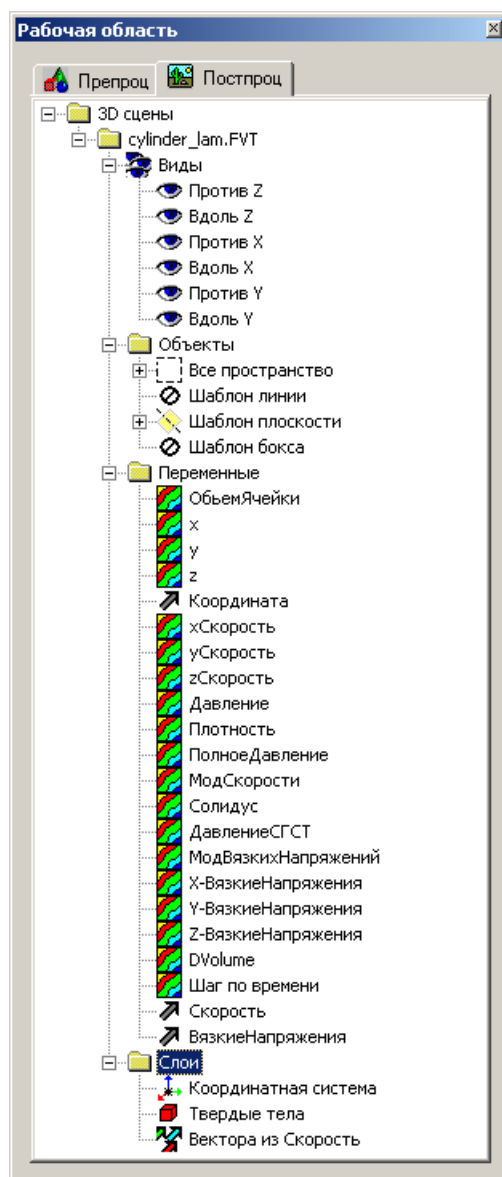 Рабочая область
Препроц Постпроц
3D сцены
cylinder_lam.FVT
Виды
Против Z
Вдоль Z
Против X
Вдоль X
Против Y
Вдоль Y
Объекты
Все пространство
Шаблон линии
Шаблон плоскости
Шаблон бокса
Переменные
ОбьемЯчейки
x
y
z
Координата
xСкорость
yСкорость
zСкорость
Давление
Плотность
ПолноеДавление
МодСкорости
Солидус
ДавлениеСГСТ
МодВязкихНапряжений
X-ВязкиеНапряжения
Y-ВязкиеНапряжения
Z-ВязкиеНапряжения
DVolume
Шаг по времени
Скорость
ВязкиеНапряжения
Слои
Координатная система
Твердые тела
Вектора из Скорость